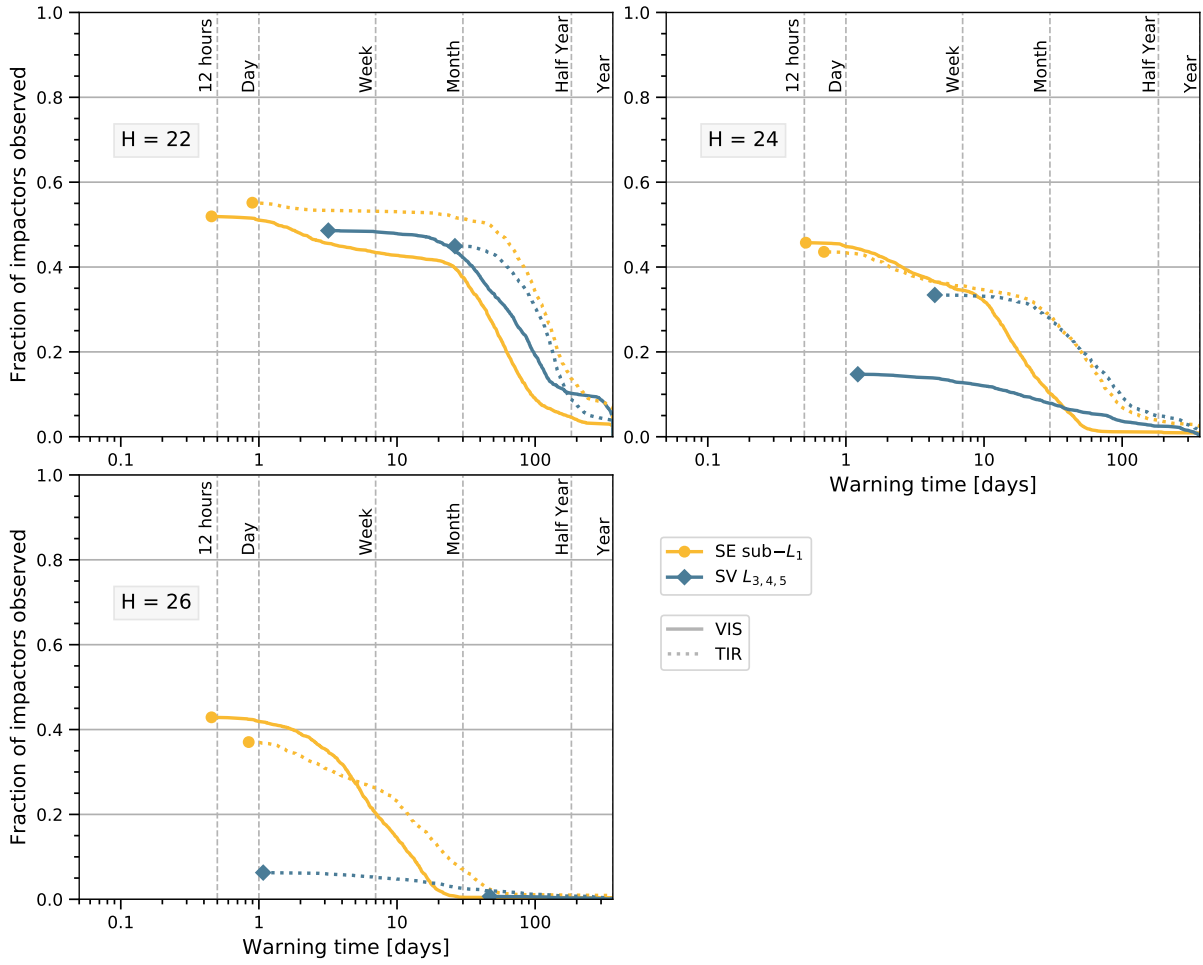 Fraction of impactors observed
1.0
0.8
0.6
0.4
0.2
0.0
12 hours
Day
Week
Month
Half Year
Year
H = 22
0.1
1
10
100
1.0
0.8
0.6
0.4
0.2
0.0
12 hours
Day
Week
Month
Half Year
Year
H = 24
0.1
1
10
100
Warning time [days]
Fraction of impactors observed
1.0
0.8
0.6
0.4
0.2
0.0
12 hours
Day
Week
Month
Half Year
Year
H = 26
0.1
1
10
100
Warning time [days]
SE sub−L₁
SV L₃,₄,₅
VIS
TIR